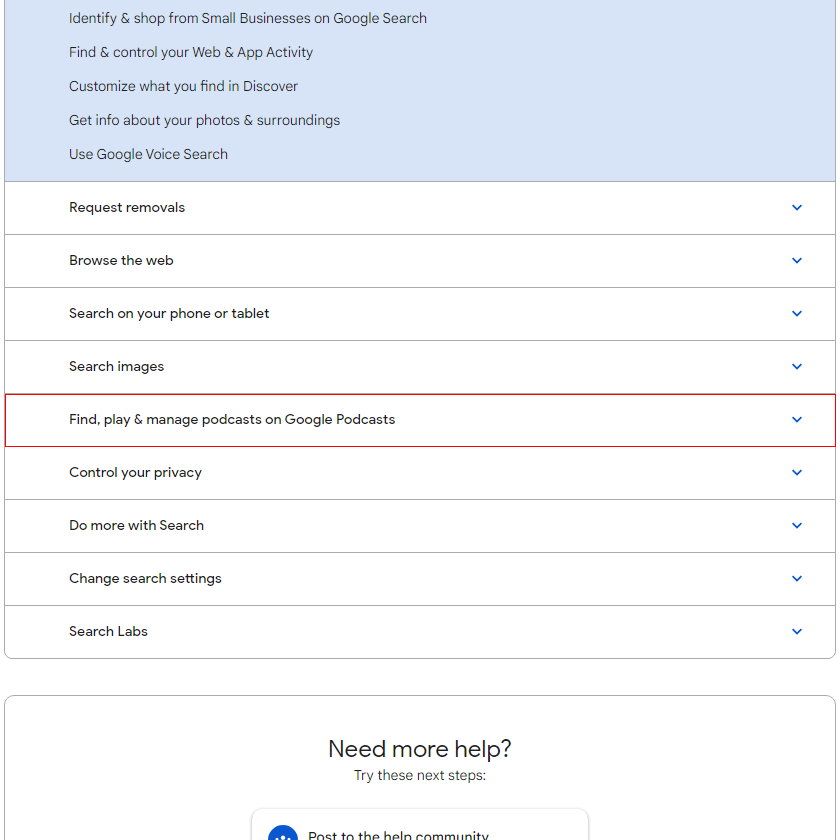 Identify & shop from Small Businesses on Google Search
Find & control your Web & App Activity
Customize what you find in Discover
Get info about your photos & surroundings
Use Google Voice Search
Request removals
Browse the web
Search on your phone or tablet
Search images
Find, play & manage podcasts on Google Podcasts
Control your privacy
Do more with Search
Change search settings
Search Labs
Need more help?
Try these next steps:
Post to the help community